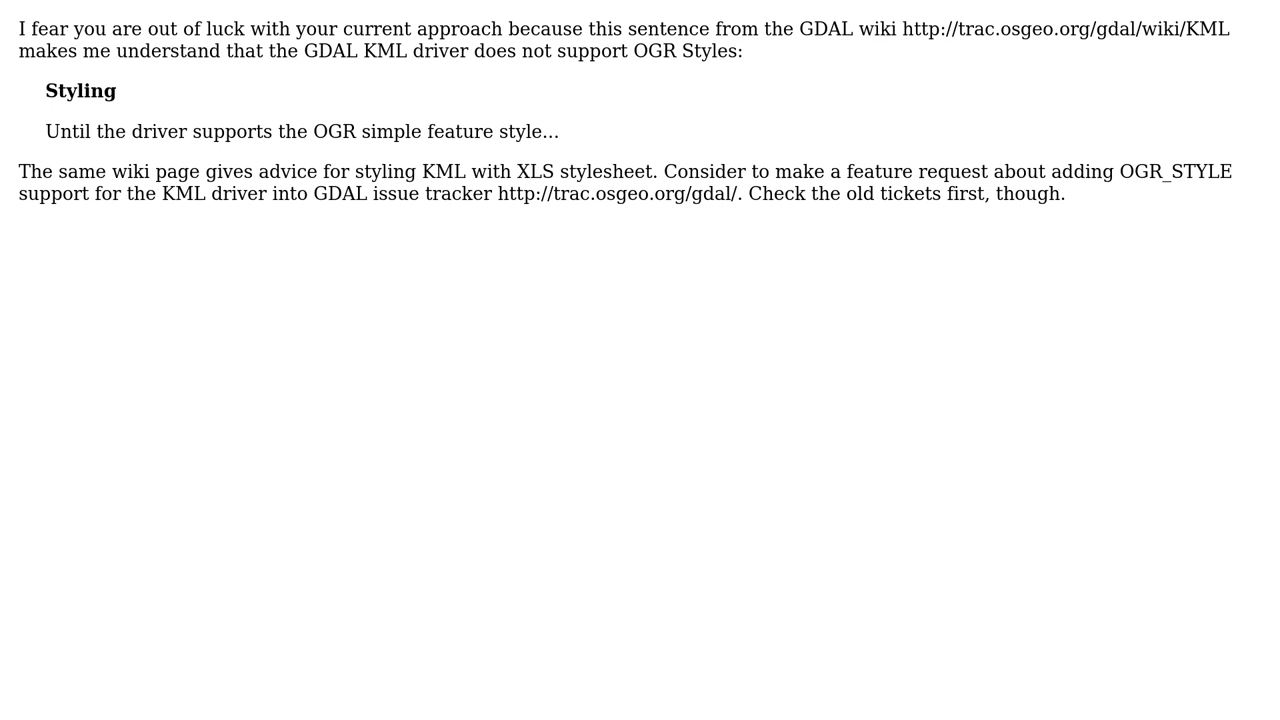 I fear you are out of luck with your current approach because this sentence from the GDAL wiki http://trac.osgeo.org/gdal/wiki/KML
makes me understand that the GDAL KML driver does not support OGR Styles:
Styling
Until the driver supports the OGR simple feature style...
The same wiki page gives advice for styling KML with XLS stylesheet. Consider to make a feature request about adding OGR_STYLE
support for the KML driver into GDAL issue tracker http://trac.osgeo.org/gdal/. Check the old tickets first, though.